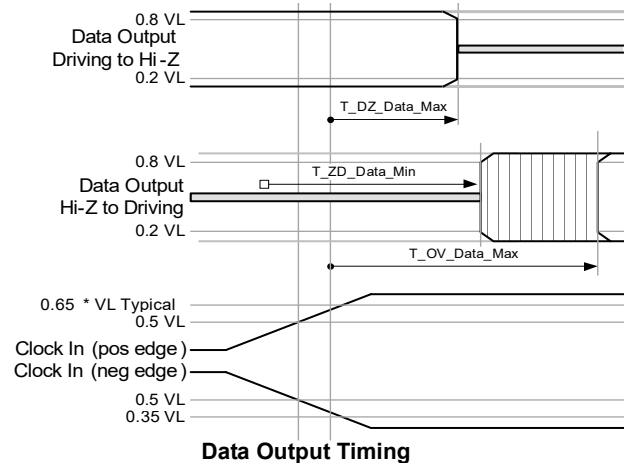 0.8 VL
Data Output
Driving to Hi-Z
0.2 VL
T_DZ_Data_Max
0.8 VL
T_ZD_Data_Min
Data Output
Hi-Z to Driving
0.2 VL
T_OV_Data_Max
0.65 * VL Typical
0.5 VL
Clock In (pos edge)
Clock In (neg edge)
0.5 VL
0.35 VL
Data Output Timing